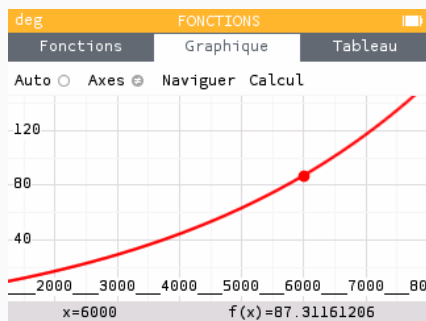 deg FONCTIONS
Fonctions Graphique Tableau
Auto Axes Naviguer Calcul
120
80
40
2000 3000 4000 5000 6000 7000 80
x=6000 f(x)=87.31161206